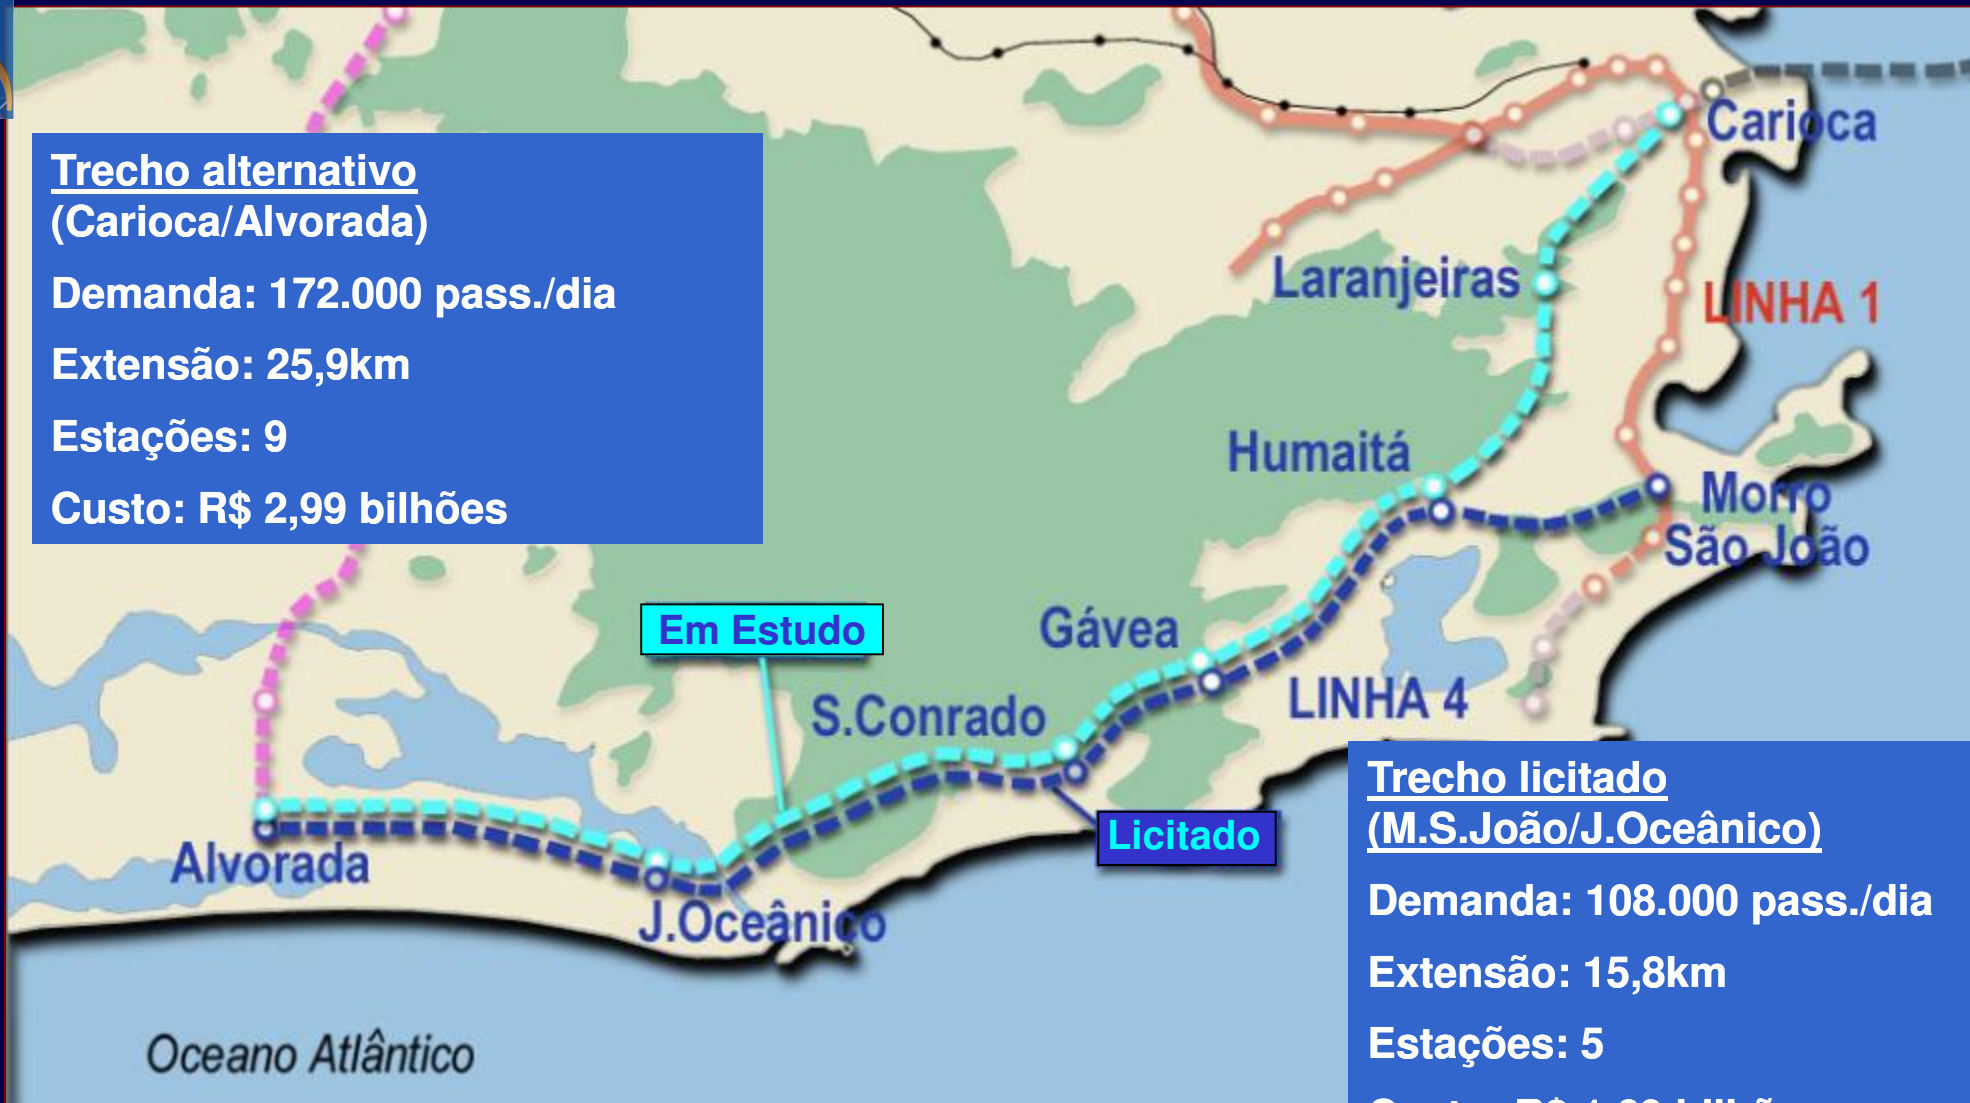 Trecho alternativo
(Carioca/Alvorada)
Demanda: 172.000 pass./dia
Extensão: 25,9km
Estações: 9
Custo: R$ 2,99 bilhões
Carioca
Laranjeiras
LINHA 1
Humaitá
Morro
São João
Gávea
Em Estudo
LINHA 4
S.Conrado
Licitado
Alvorada
J.Oceânico
Oceano Atlântico
Trecho licitado
(M.S.João/J.Oceânico)
Demanda: 108.000 pass./dia
Extensão: 15,8km
Estações: 5